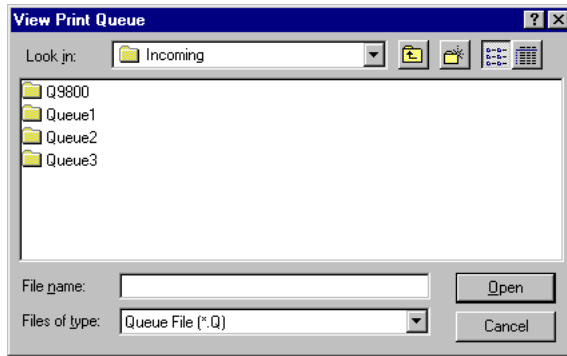 View Print Queue
Look in: Incoming
Q9800
Queue1
Queue2
Queue3
File name: Open
Files of type: Queue File (*.Q) Cancel